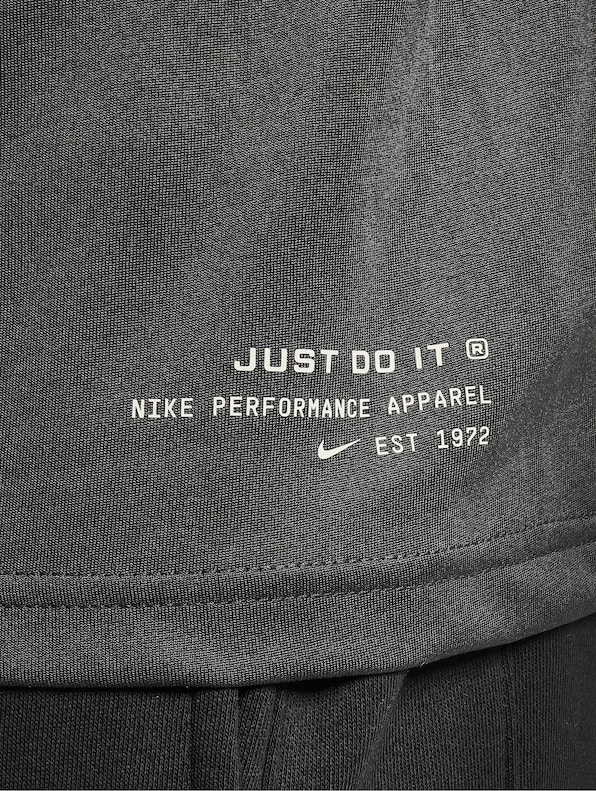 JUST DO IT ®
NIKE PERFORMANCE APPAREL
EST 1972